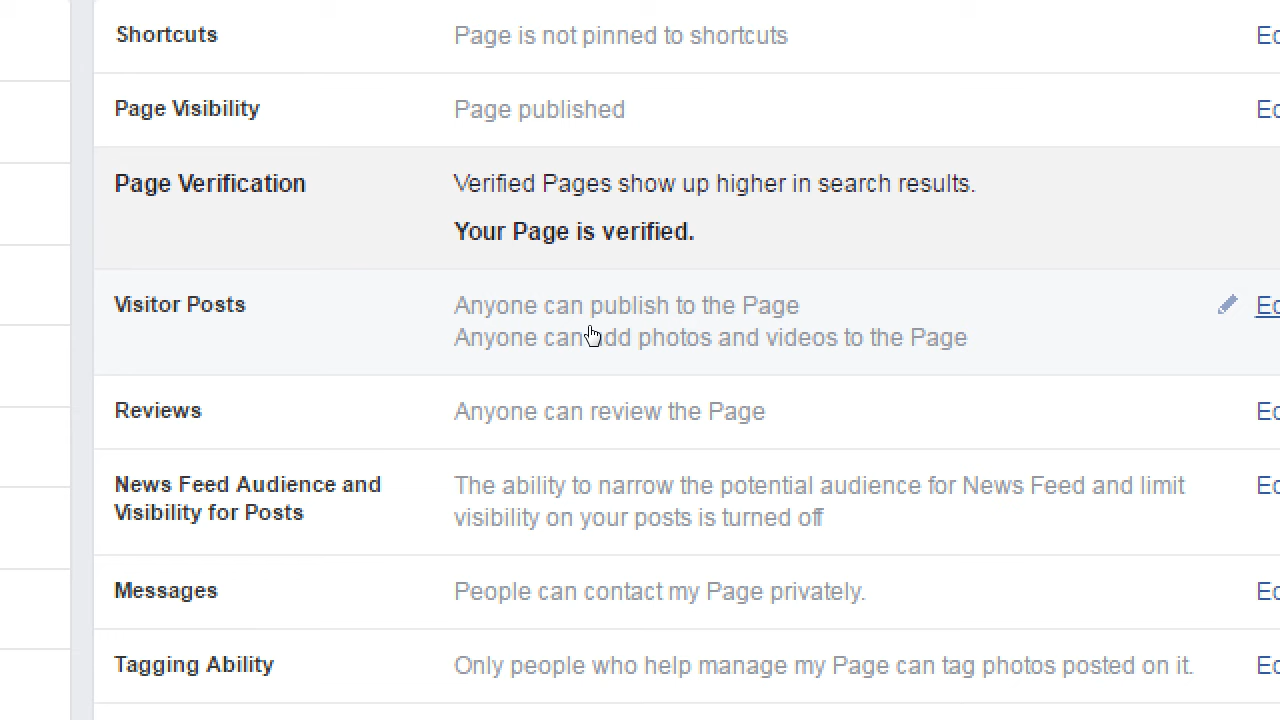 Shortcuts Page is not pinned to shortcuts
Page Visibility Page published
Page Verification Verified Pages show up higher in search results.
Your Page is verified.
Visitor Posts Anyone can publish to the Page
Anyone can add photos and videos to the Page
Reviews Anyone can review the Page
News Feed Audience and The ability to narrow the potential audience for News Feed and limit
Visibility for Posts visibility on your posts is turned off
Messages People can contact my Page privately.
Tagging Ability Only people who help manage my Page can tag photos posted on it.